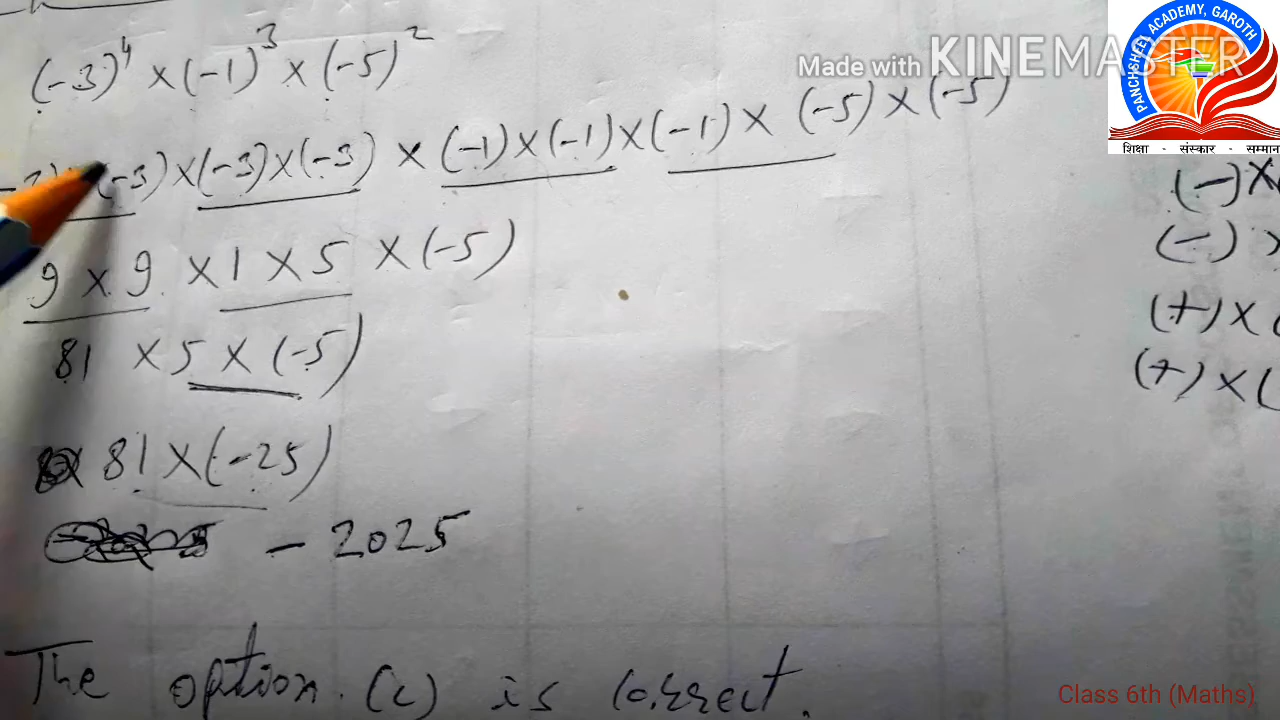 PANCHSHEEL ACADEMY, GAROTH
Made with KINEMASTER
शिक्षा - संस्कार - सम्मान
(-3)⁴ × (-1)³ × (-5)²
(-3) × (-3) × (-3) × (-1) × (-1) × (-1) × (-5) × (-5)
9 × 9 × 1 × 5 × (-5)
81 × 5 × (-5)
81 × (-25)
- 2025
The option. (c) is correct.
(-) ×
(-) ×
(+) × (
(+) × (
Class 6th (Maths)